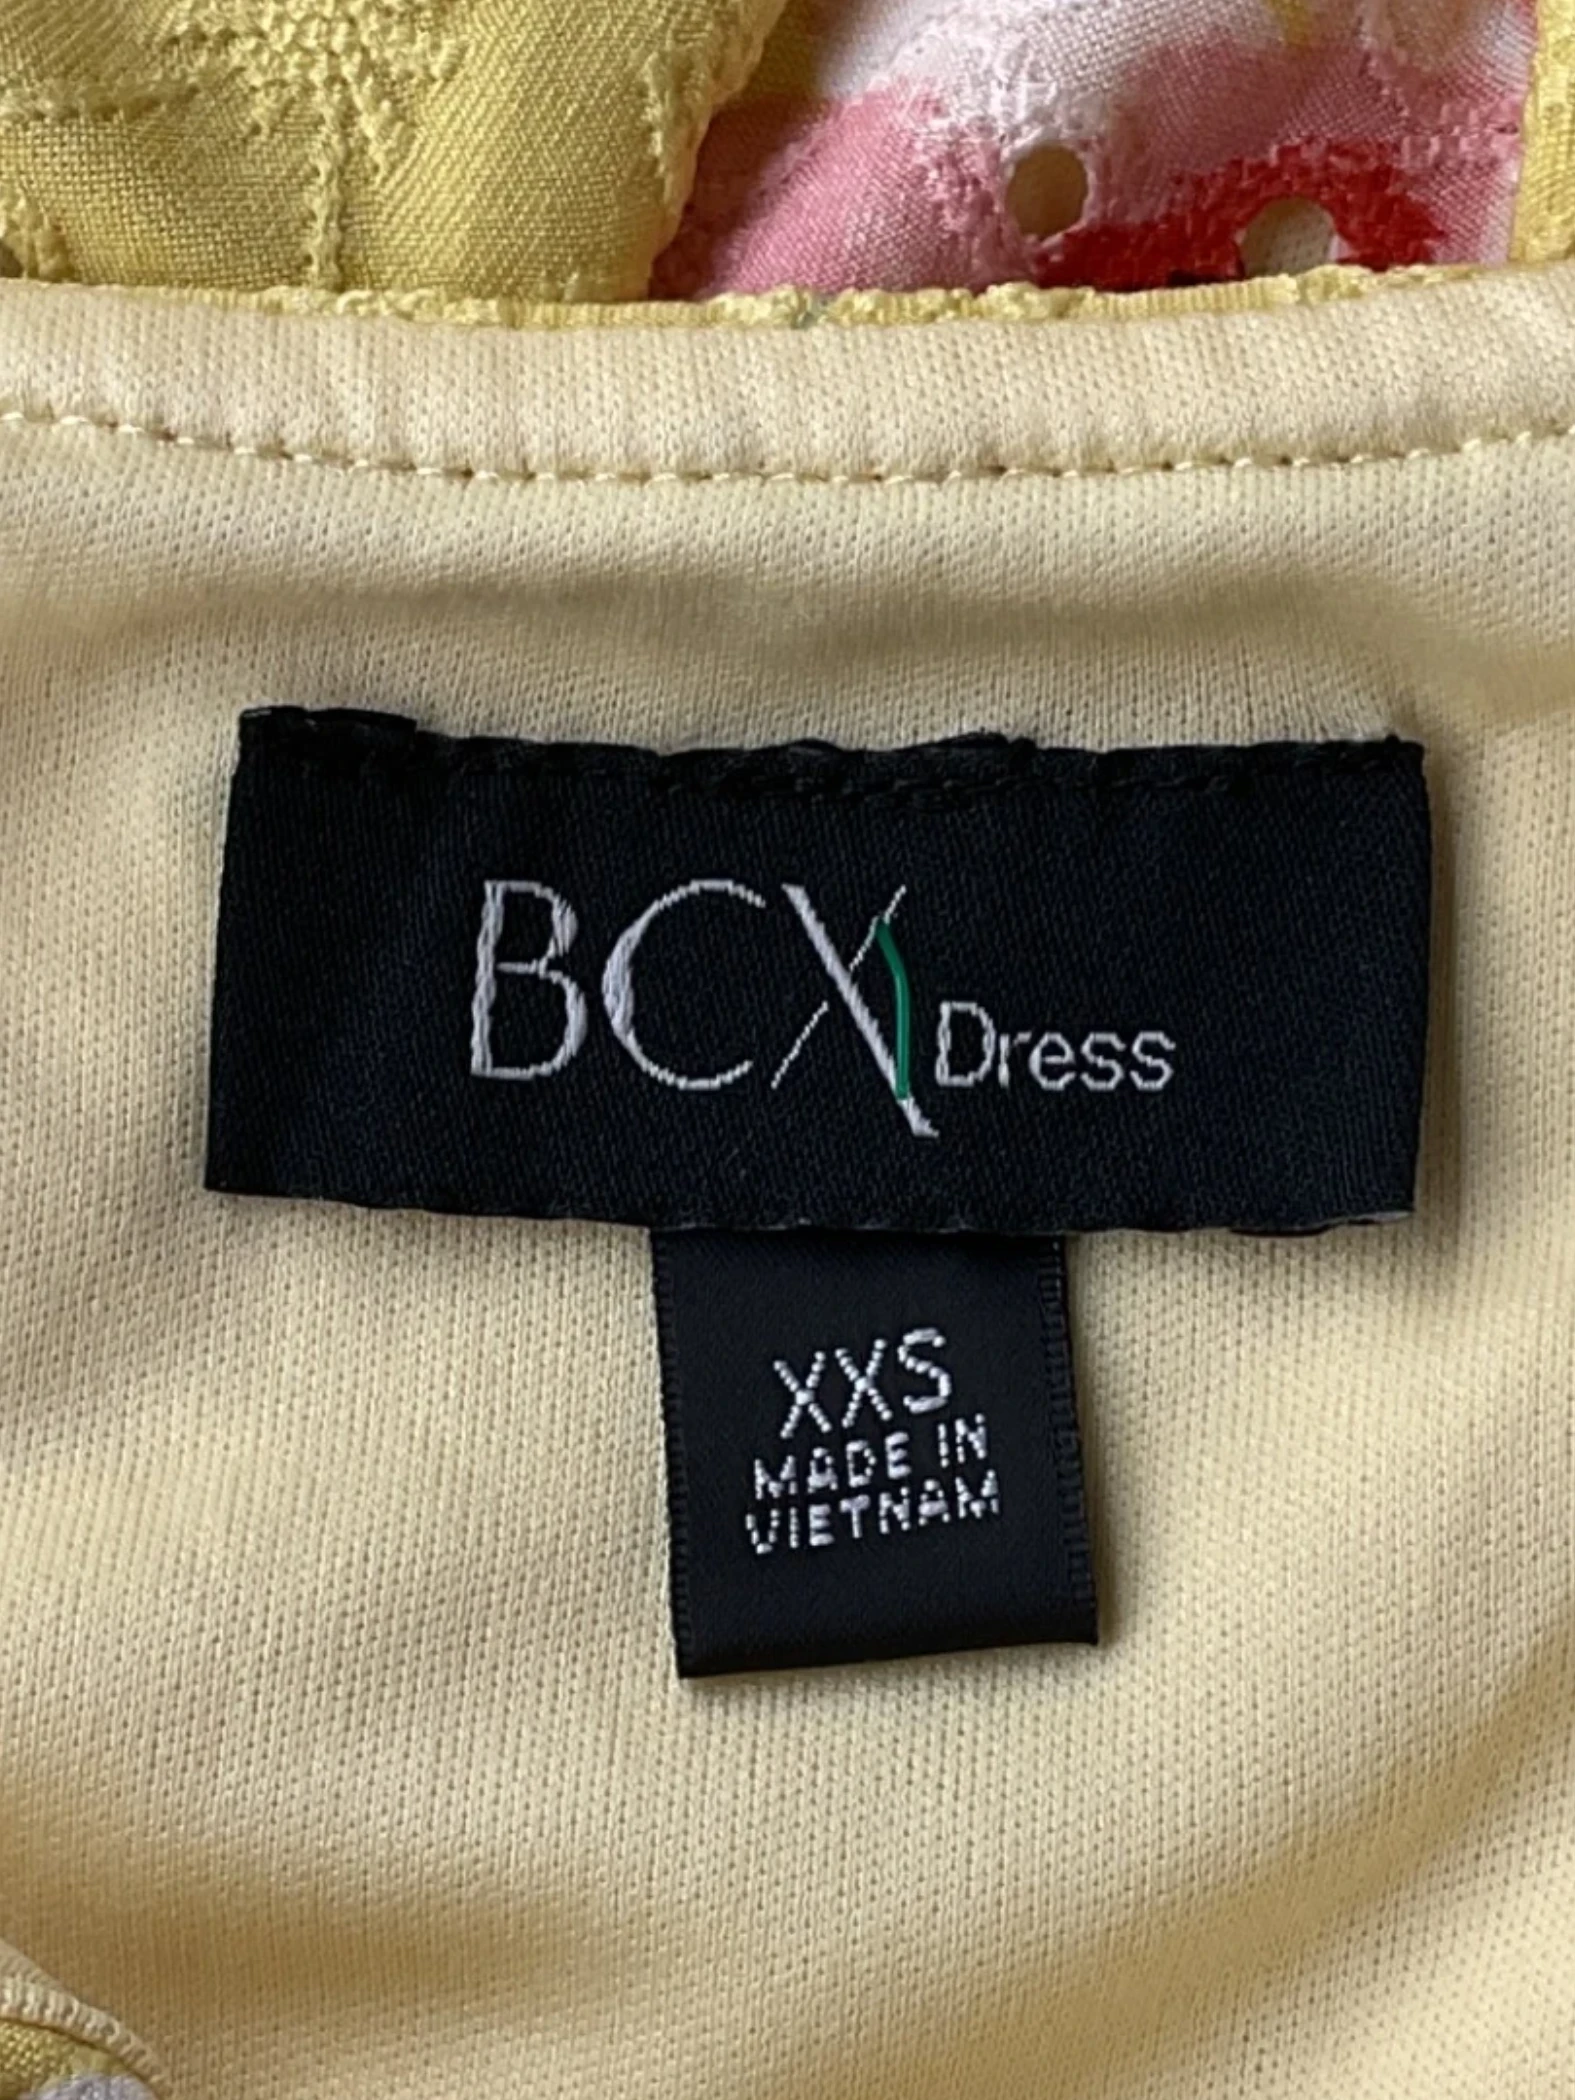 BCX Dress
XXS
MADE IN
VIETNAM